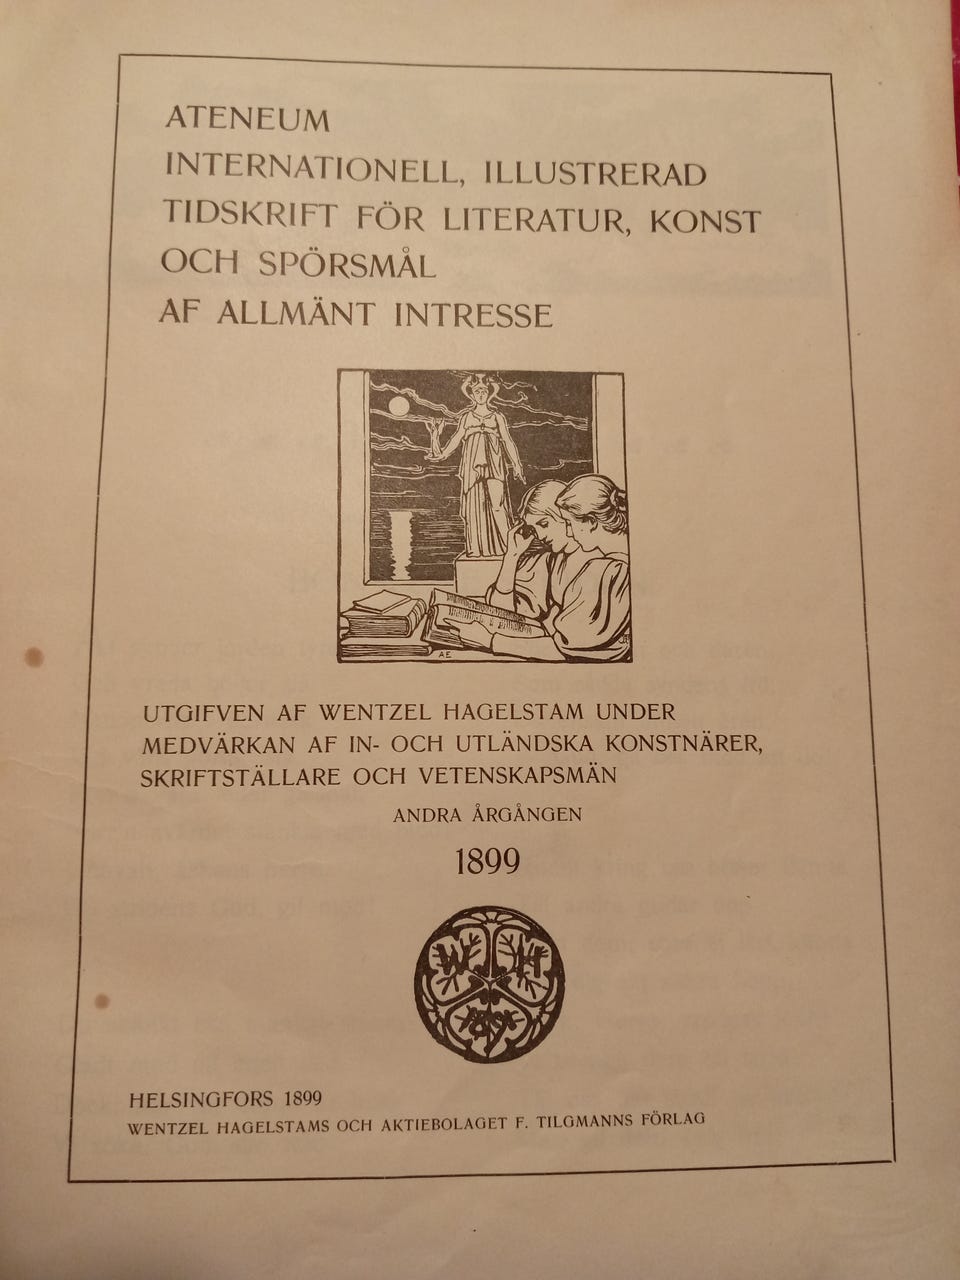 ATENEUM
INTERNATIONELL, ILLUSTRERAD
TIDSKRIFT FÖR LITERATUR, KONST
OCH SPÖRSMÅL
AF ALLMÄNT INTRESSE
AE
UTGIFVEN AF WENTZEL HAGELSTAM UNDER
MEDVÄRKAN AF IN- OCH UTLÄNDSKA KONSTNÄRER,
SKRIFTSTÄLLARE OCH VETENSKAPSMÄN
ANDRA ÅRGÅNGEN
1899
W H
HELSINGFORS 1899
WENTZEL HAGELSTAMS OCH AKTIEBOLAGET F. TILGMANNS FÖRLAG